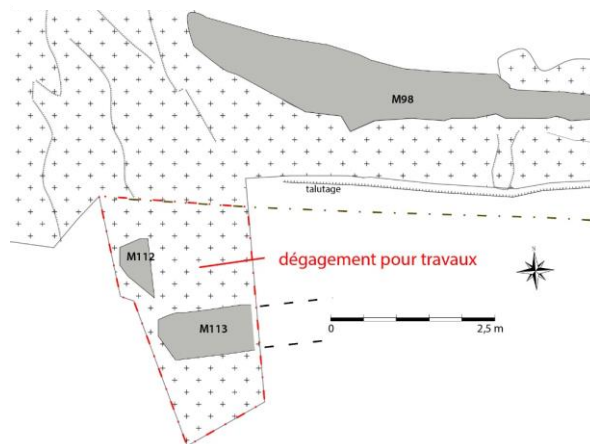 M98
talutage
M112
dégagement pour travaux
M113
0 2,5 m